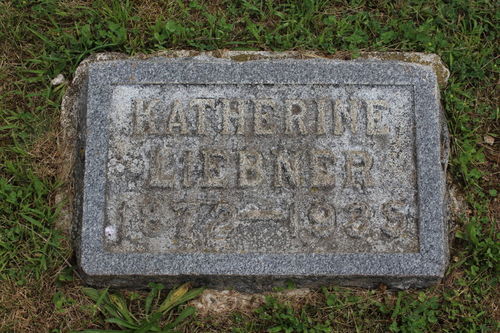 KATHERINE
LIEBNER
1872-1935